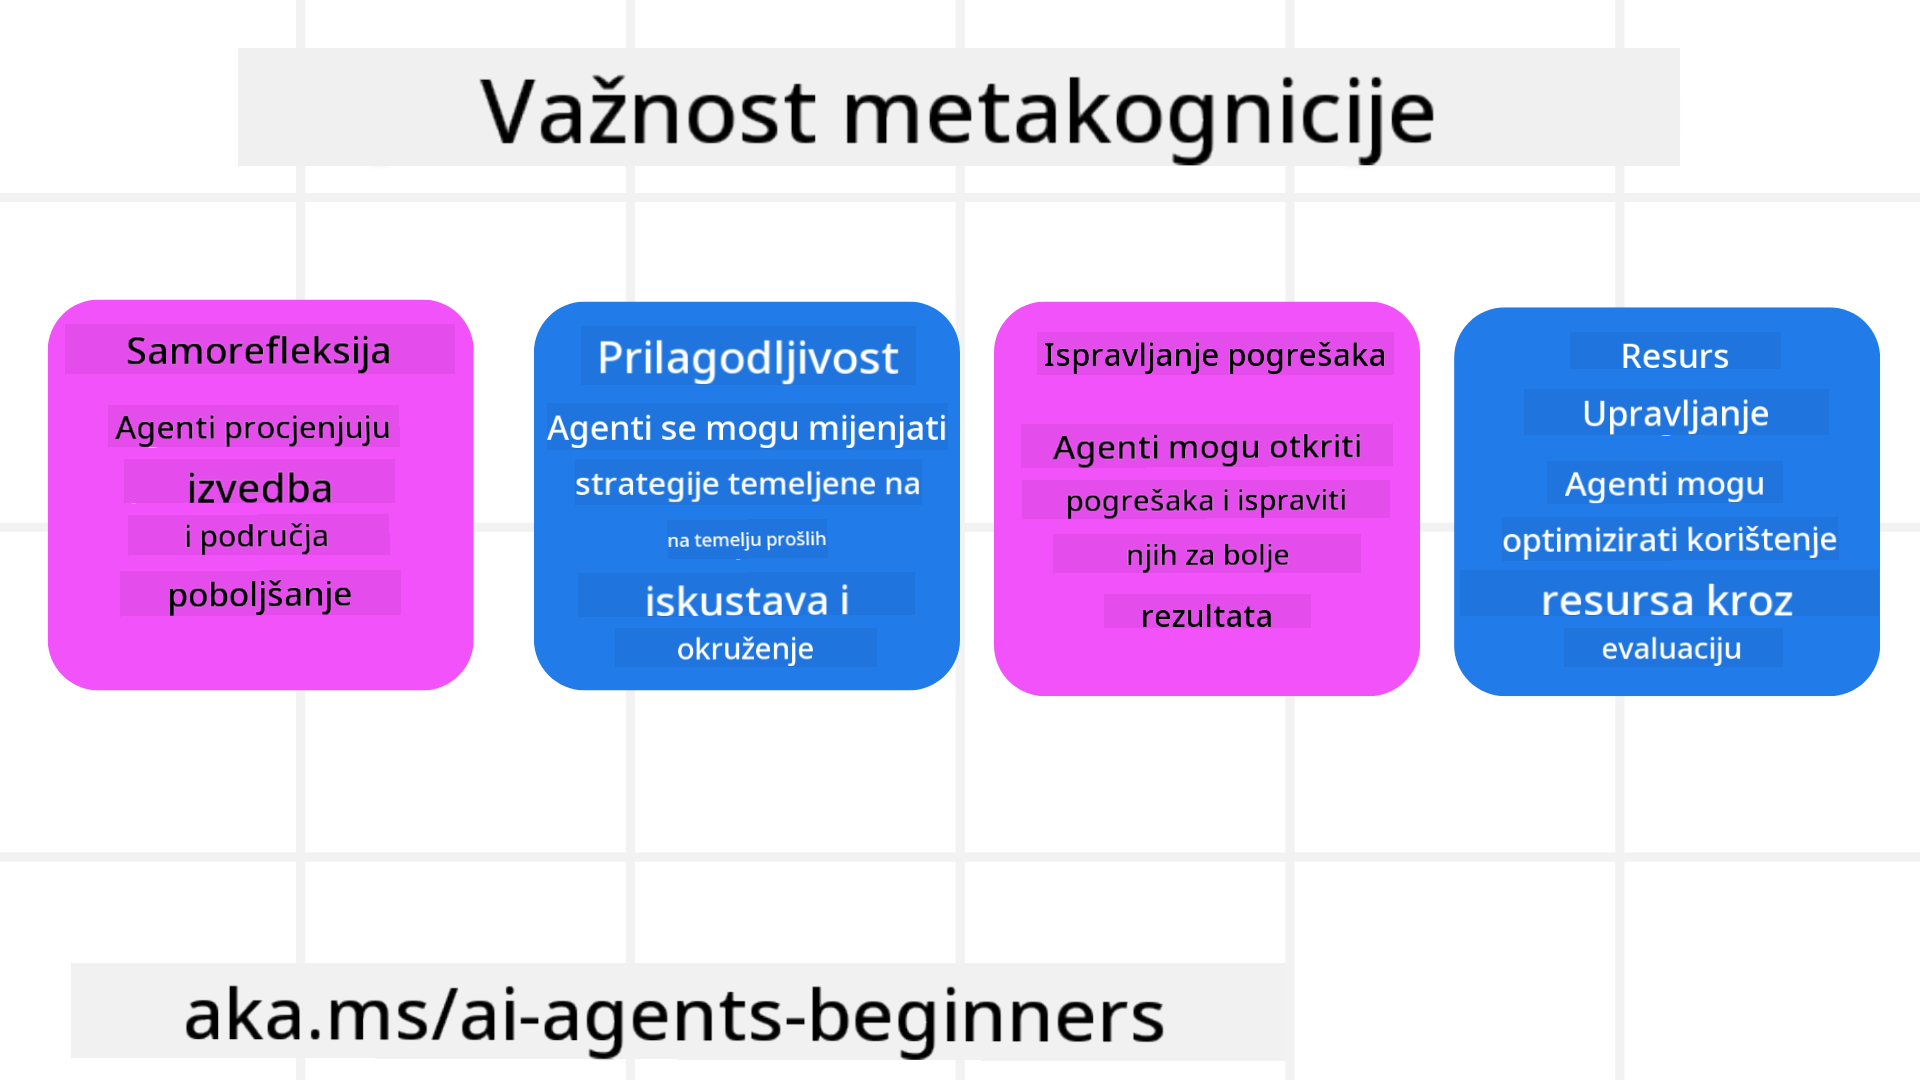 Važnost metakognicije
Samorefleksija
Agenti procjenjuju
izvedba
i područja
poboljšanje
Prilagodljivost
Agenti se mogu mijenjati
strategije temeljene na
na temelju prošlih
iskustava i
okruženje
Ispravljanje pogrešaka
Agenti mogu otkriti
pogrešaka i ispraviti
njih za bolje
rezultata
Resurs
Upravljanje
Agenti mogu
optimizirati korištenje
resursa kroz
evaluaciju
aka.ms/ai-agents-beginners